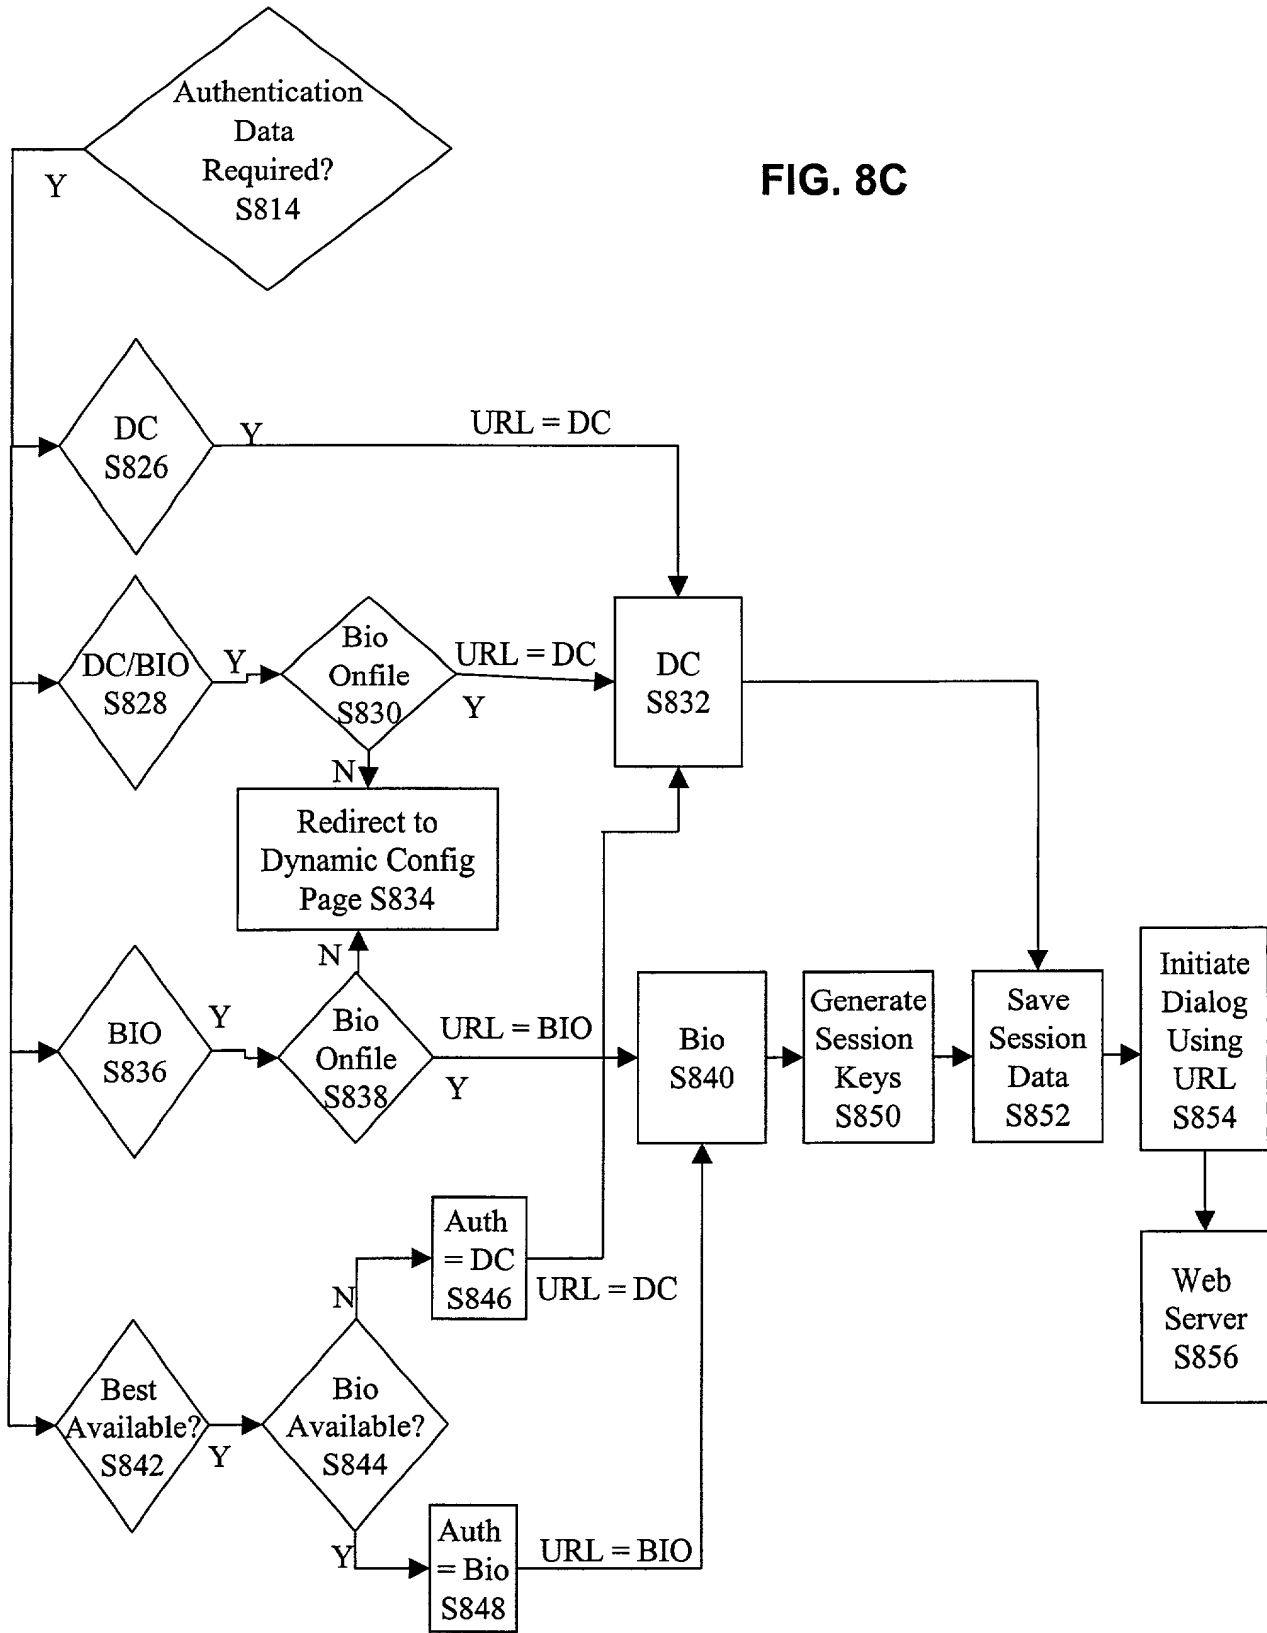 Authentication
Data
Required?
S814
Y
FIG. 8C
DC
S826
Y
URL = DC
DC/BIO
S828
Y
Bio
Onfile
S830
URL = DC
Y
N
DC
S832
Redirect to
Dynamic Config
Page S834
N
BIO
S836
Y
Bio
Onfile
S838
URL = BIO
Y
Bio
S840
Generate
Session
Keys
S850
Save
Session
Data
S852
Initiate
Dialog
Using
URL
S854
Web
Server
S856
Auth
= DC
S846
URL = DC
N
Best
Available?
S842
Y
Bio
Available?
S844
Y
Auth
= Bio
S848
URL = BIO